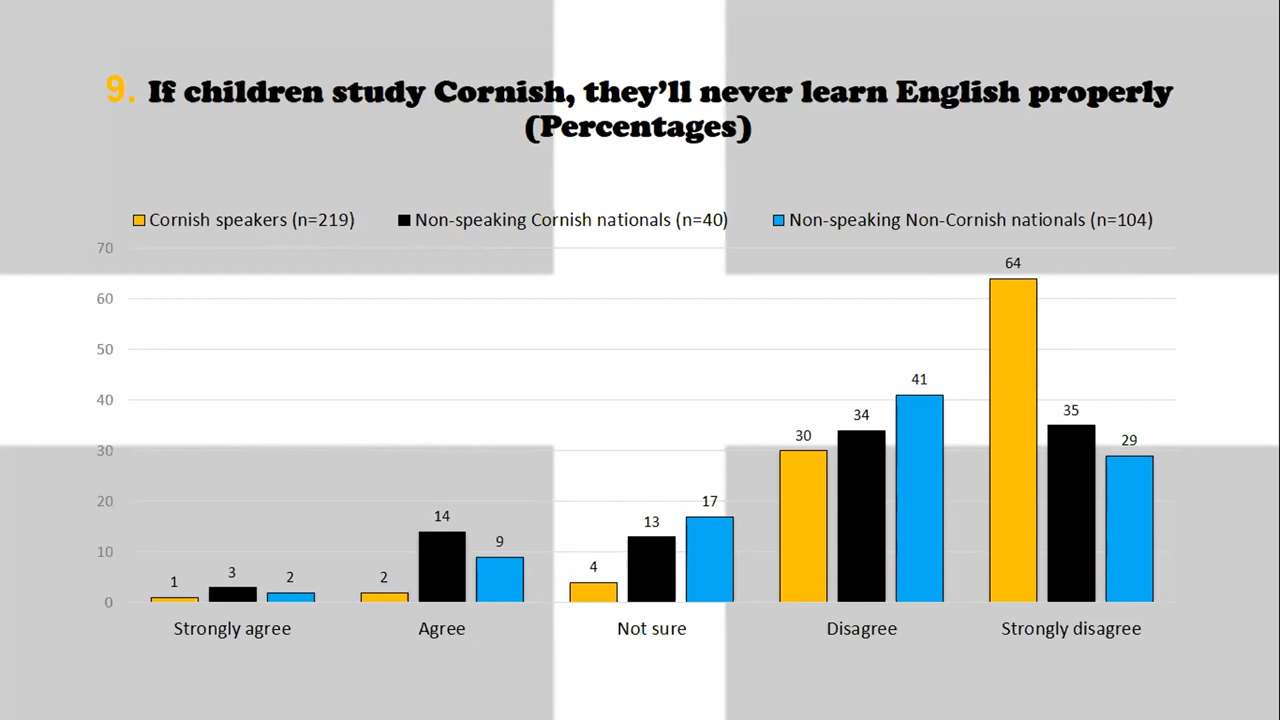 9. If children study Cornish, they'll never learn English properly
(Percentages)
Cornish speakers (n=219) Non-speaking Cornish nationals (n=40) Non-speaking Non-Cornish nationals (n=104)
70
60
50
40
30
20
10
0
1 3 2
2 14 9
4 13 17
30 34 41
64 35 29
Strongly agree Agree Not sure Disagree Strongly disagree